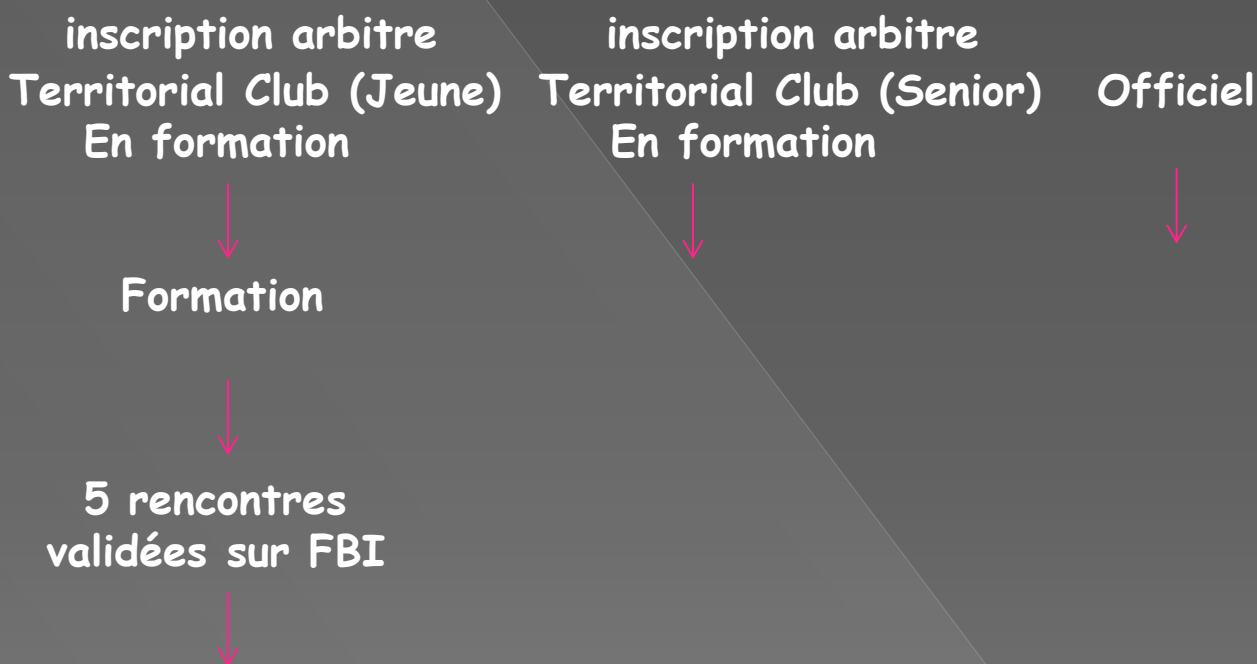 inscription arbitre
Territorial Club (Jeune)
En formation
Formation
5 rencontres
validées sur FBI
inscription arbitre
Territorial Club (Senior)
En formation
Officiel